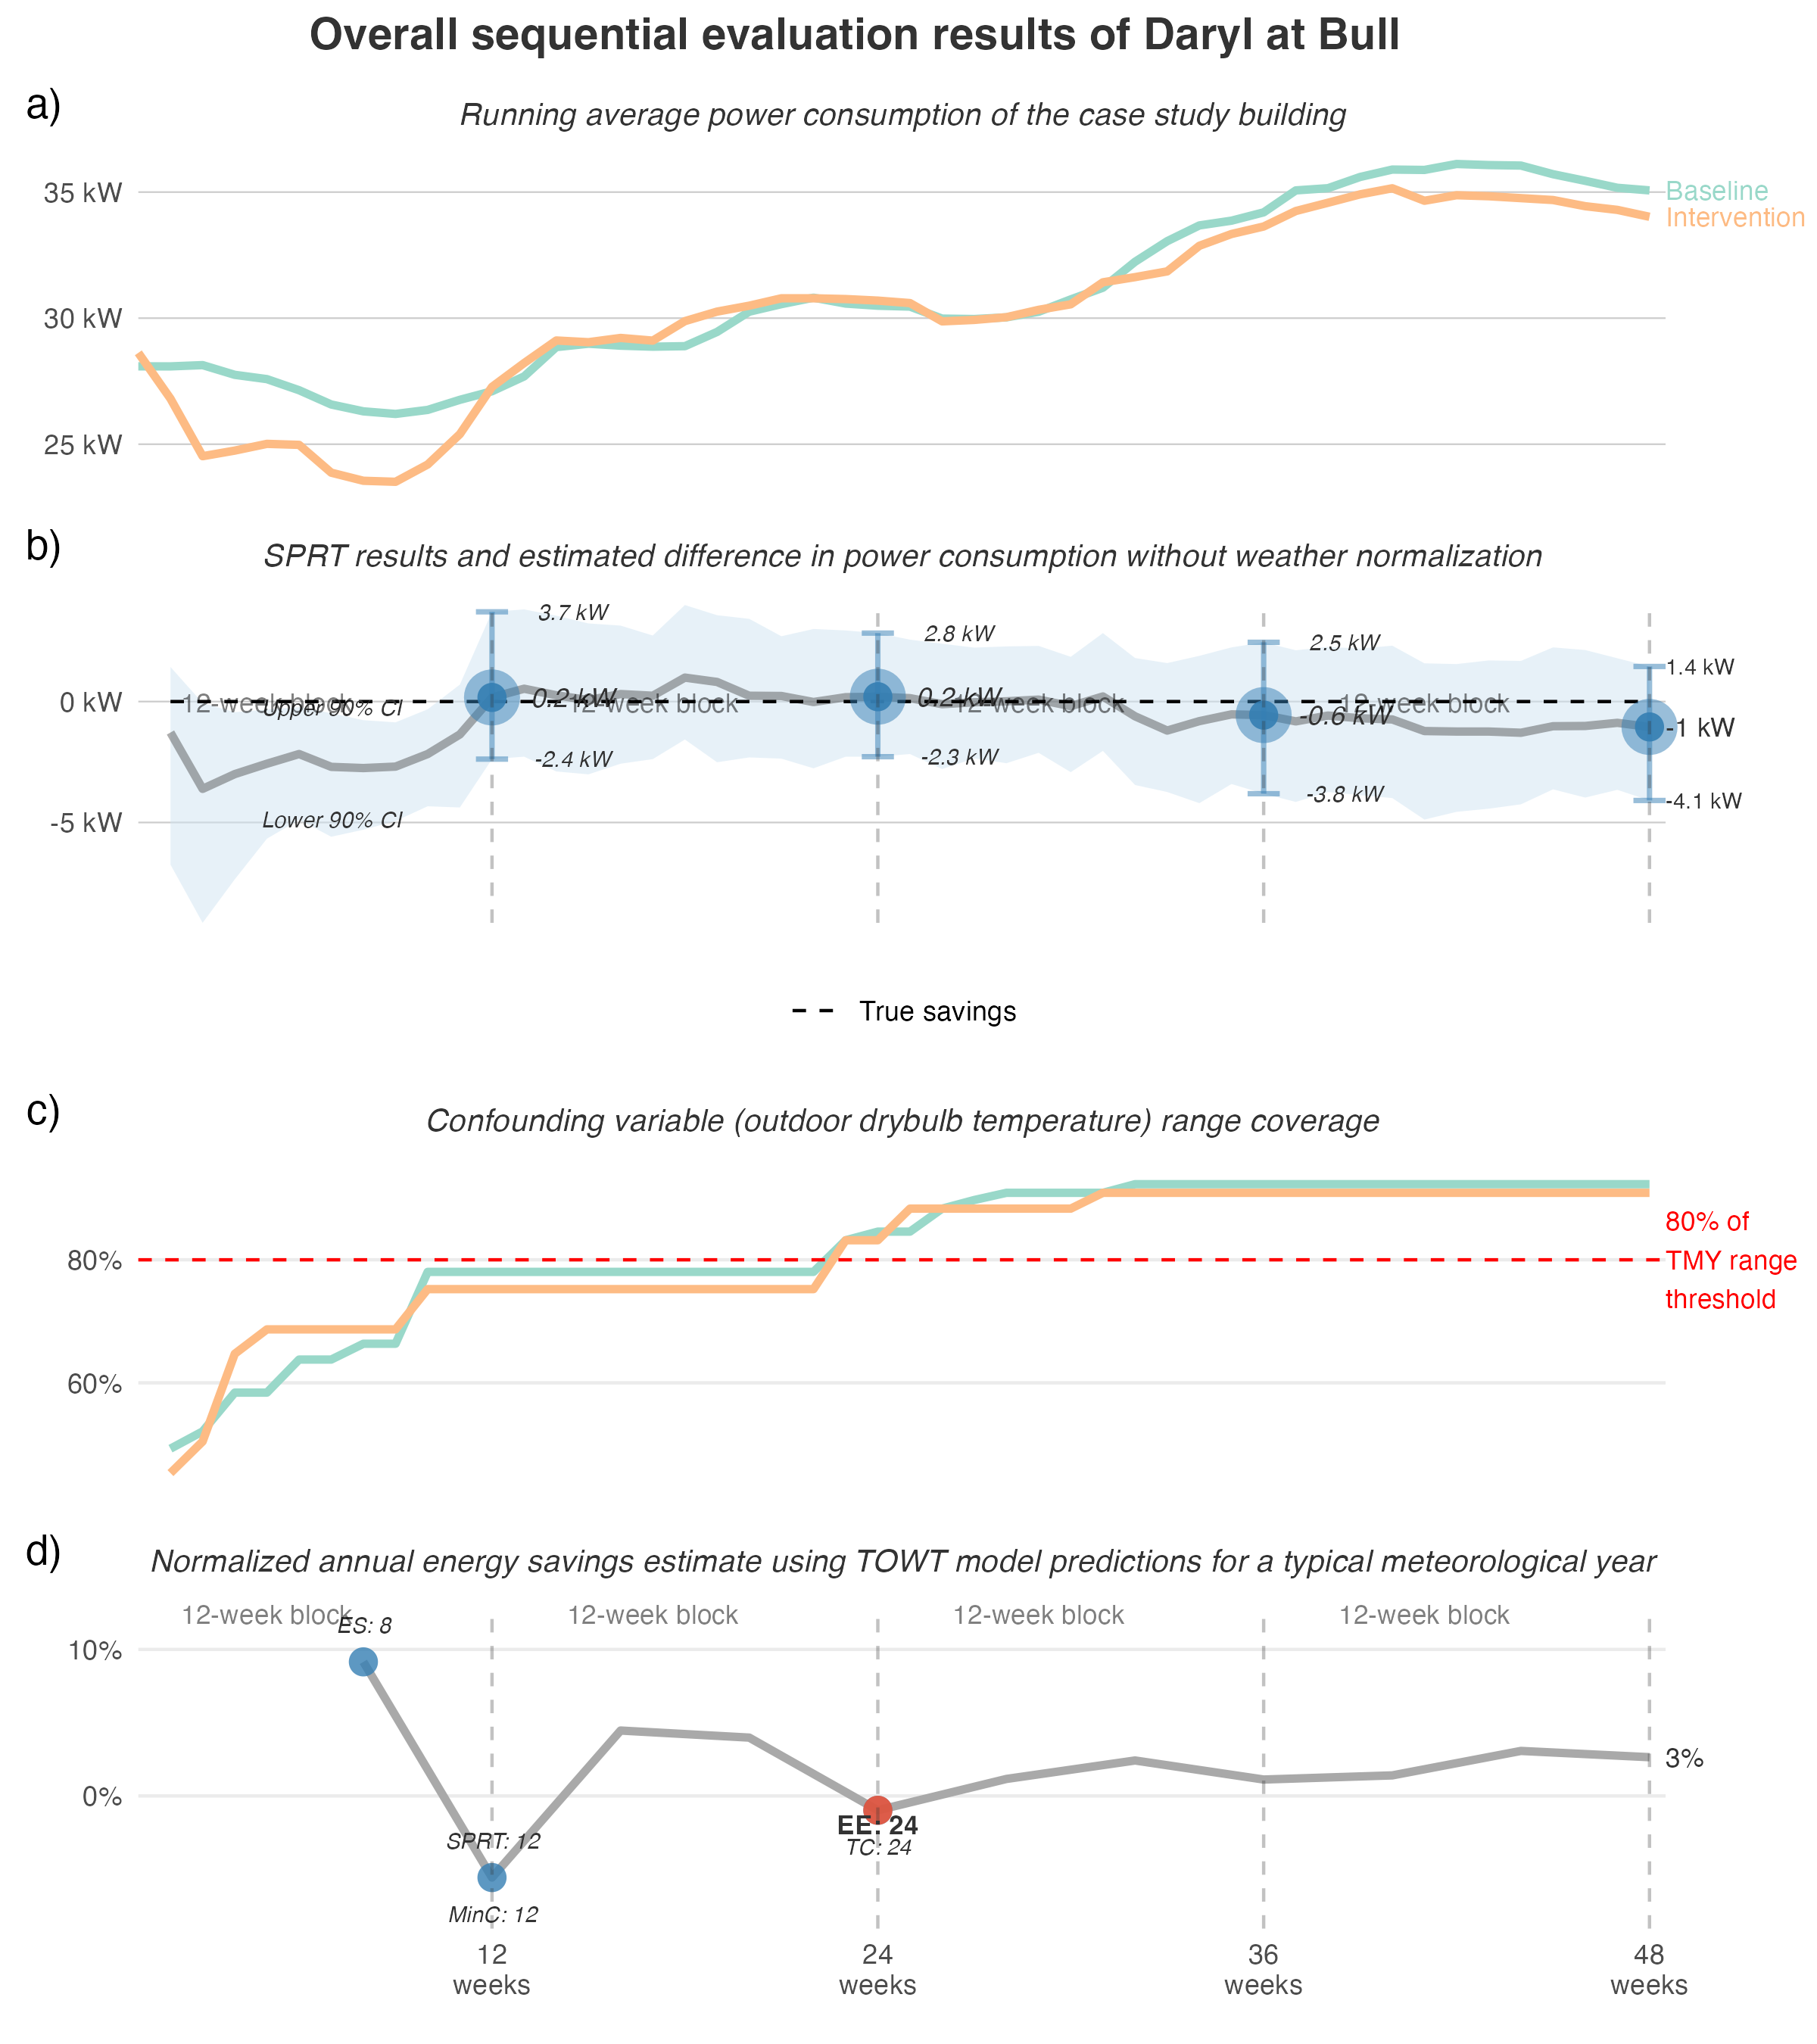 Overall sequential evaluation results of Daryl at Bull
a)
Running average power consumption of the case study building
35 kW
30 kW
25 kW
Baseline
Intervention
b)
SPRT results and estimated difference in power consumption without weather normalization
3.7 kW
2.8 kW
2.5 kW
1.4 kW
0 kW
12-week block
12-week block
12-week block
12-week block
Upper 90% CI
0.2 kW
0.2 kW
-0.6 kW
-1 kW
-2.4 kW
-2.3 kW
-3.8 kW
-4.1 kW
Lower 90% CI
-5 kW
True savings
c)
Confounding variable (outdoor drybulb temperature) range coverage
80%
60%
80% of
TMY range
threshold
d)
Normalized annual energy savings estimate using TOWT model predictions for a typical meteorological year
12-week block
12-week block
12-week block
12-week block
ES: 8
10%
0%
3%
SPRT: 12
MinC: 12
EE: 24
TC: 24
12
weeks
24
weeks
36
weeks
48
weeks